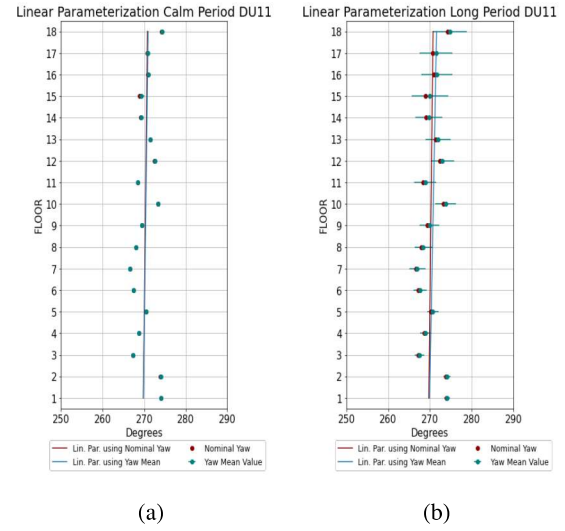 Linear Parameterization Calm Period DU11
18
17
16
15
14
13
12
11
10
9
8
7
6
5
4
3
2
1
FLOOR
250 260 270 280 290
Degrees
Lin. Par. using Nominal Yaw Nominal Yaw
Lin. Par. using Yaw Mean Yaw Mean Value
(a)
Linear Parameterization Long Period DU11
18
17
16
15
14
13
12
11
10
9
8
7
6
5
4
3
2
1
FLOOR
250 260 270 280 290
Degrees
Lin. Par. using Nominal Yaw Nominal Yaw
Lin. Par. using Yaw Mean Yaw Mean Value
(b)